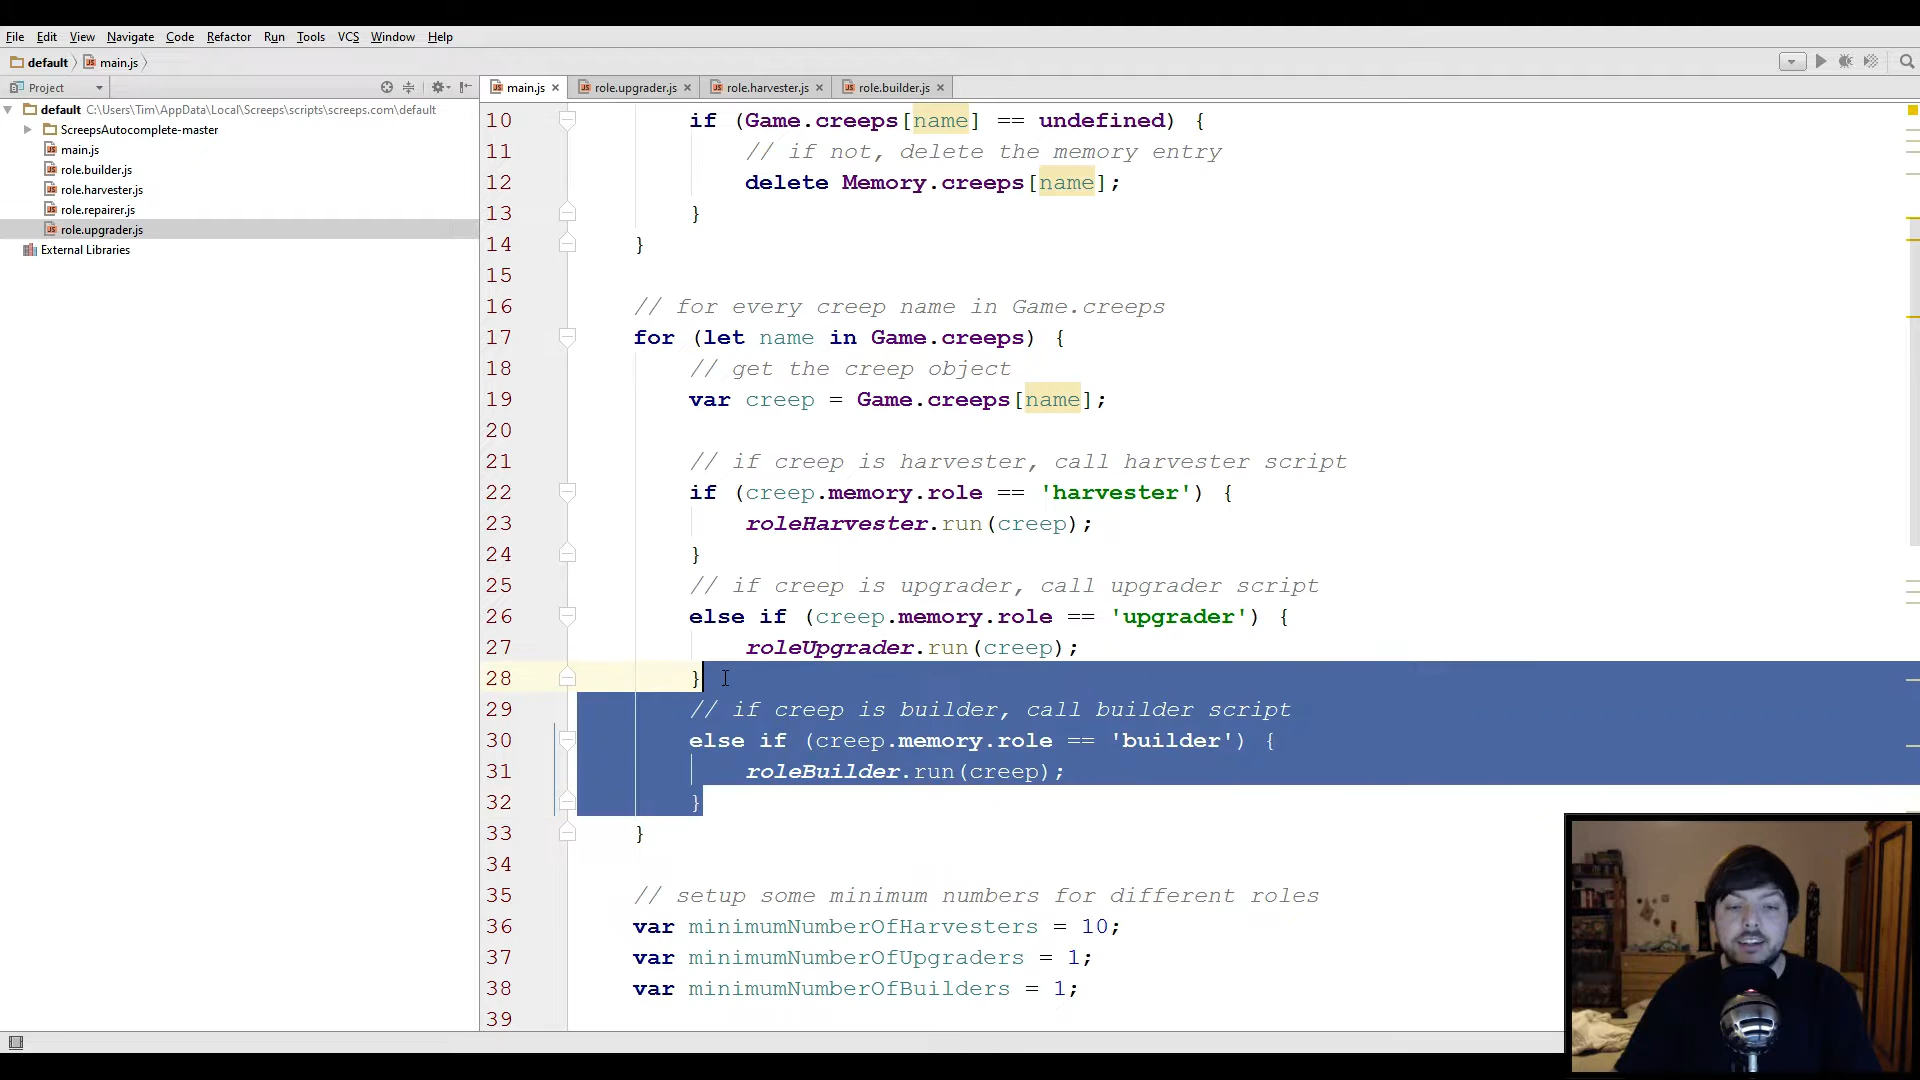 File Edit View Navigate Code Refactor Run Tools VCS Window Help
default main.js
Project
main.js role.upgrader.js role.harvester.js role.builder.js
default C:\Users\Tim\AppData\Local\Screeps\scripts\screeps.com\default
ScreepsAutocomplete-master
main.js
role.builder.js
role.harvester.js
role.repairer.js
role.upgrader.js
External Libraries
10 if (Game.creeps[name] == undefined) {
11 // if not, delete the memory entry
12 delete Memory.creeps[name];
13 }
14 }
15
16 // for every creep name in Game.creeps
17 for (let name in Game.creeps) {
18 // get the creep object
19 var creep = Game.creeps[name];
20
21 // if creep is harvester, call harvester script
22 if (creep.memory.role == 'harvester') {
23 roleHarvester.run(creep);
24 }
25 // if creep is upgrader, call upgrader script
26 else if (creep.memory.role == 'upgrader') {
27 roleUpgrader.run(creep);
28 }
29 // if creep is builder, call builder script
30 else if (creep.memory.role == 'builder') {
31 roleBuilder.run(creep);
32 }
33 }
34
35 // setup some minimum numbers for different roles
36 var minimumNumberOfHarvesters = 10;
37 var minimumNumberOfUpgraders = 1;
38 var minimumNumberOfBuilders = 1;
39